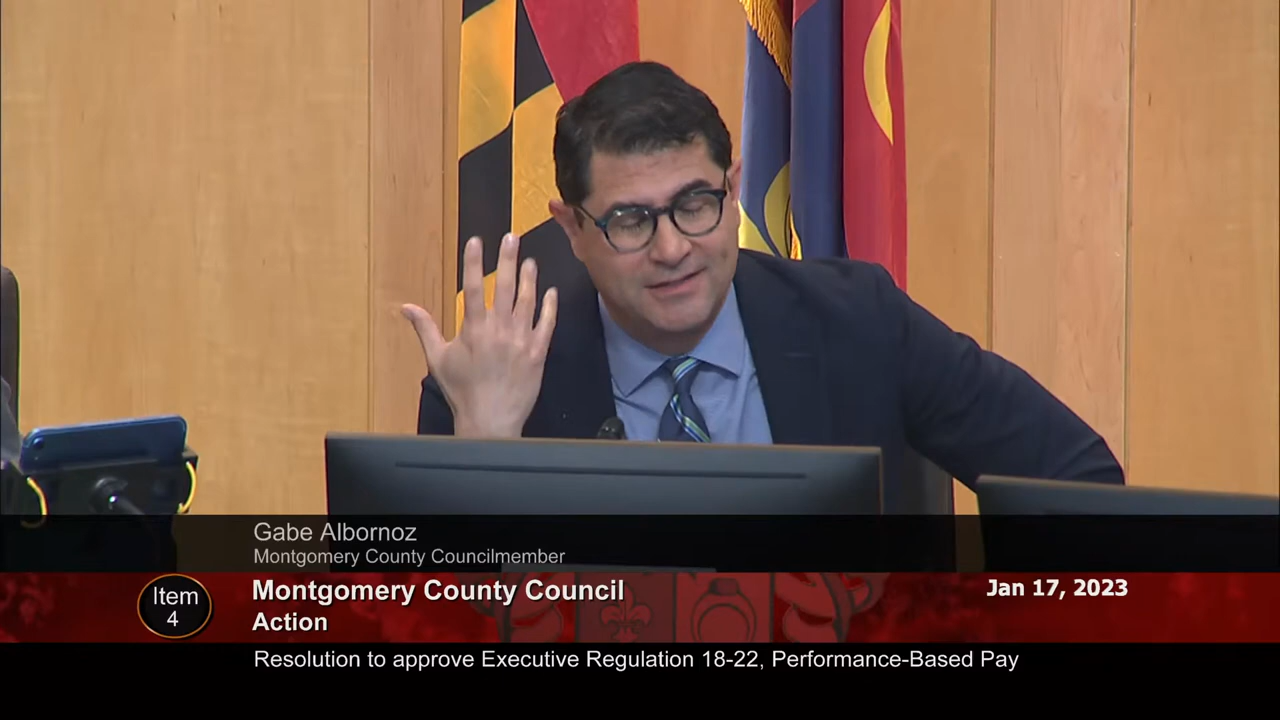 Gabe Albornoz
Montgomery County Councilmember
Item
4
Montgomery County Council
Jan 17, 2023
Action
Resolution to approve Executive Regulation 18-22, Performance-Based Pay